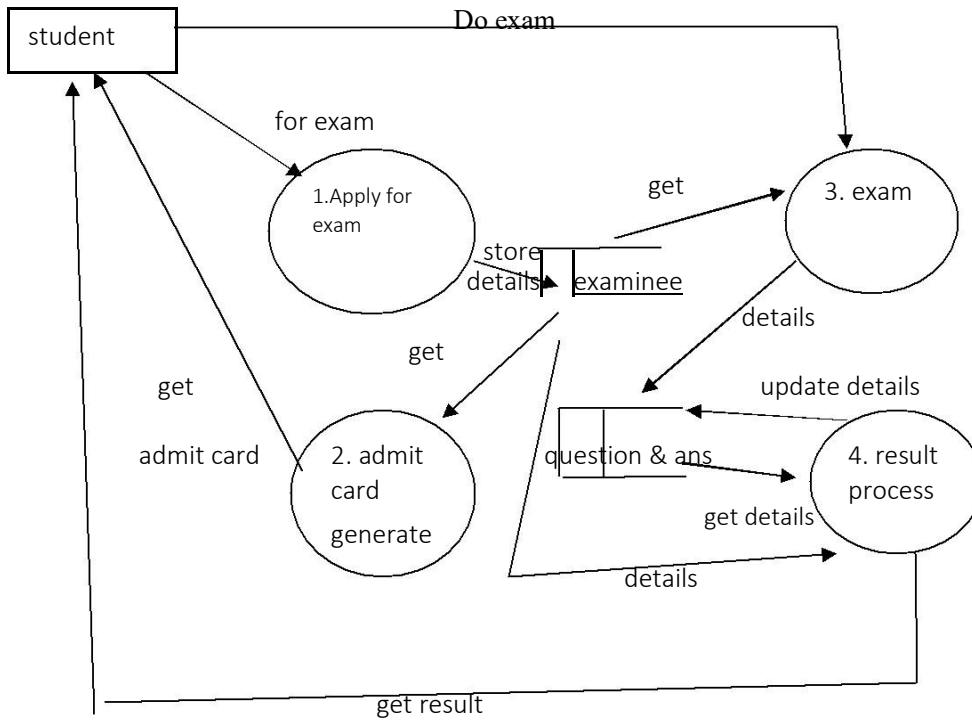 Do exam
student
for exam
1.Apply for
exam
get
3. exam
store
details
examinee
details
get
get
update details
admit card
2. admit
card
generate
question & ans
4. result
process
get details
details
get result